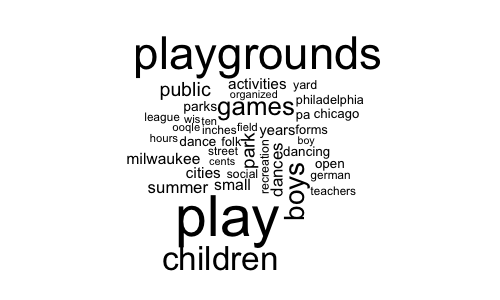 playgrounds
public activities yard
organized
parks games philadelphia
league wis ten pa chicago
ooqle inches field years forms
hours dance folk park boy
street dances dancing
milwaukee cents recreation open
cities social boys german
summer small teachers
play
children